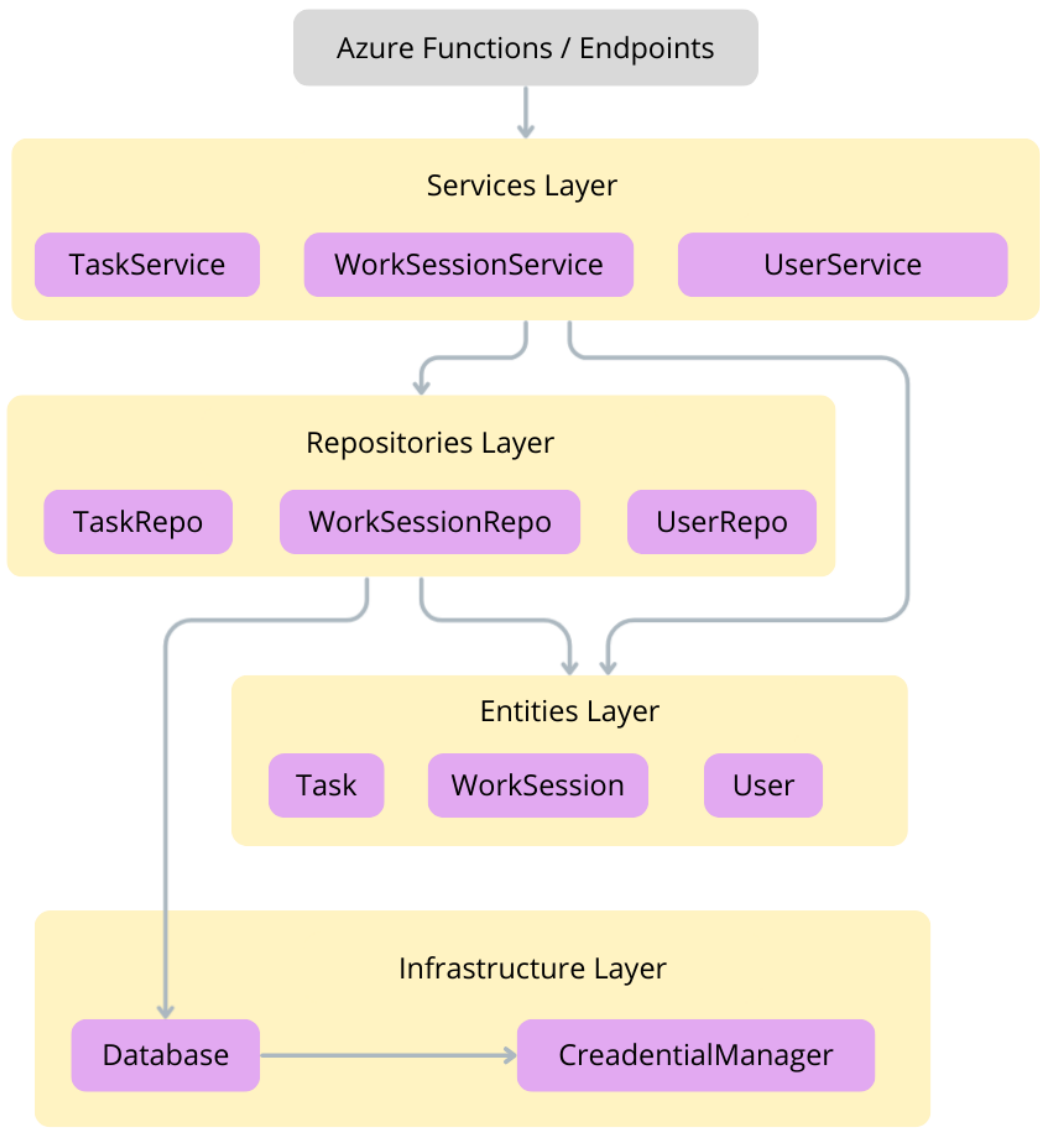 Azure Functions / Endpoints
Services Layer
TaskService
WorkSessionService
UserService
Repositories Layer
TaskRepo
WorkSessionRepo
UserRepo
Entities Layer
Task
WorkSession
User
Infrastructure Layer
Database
CreadentialManager